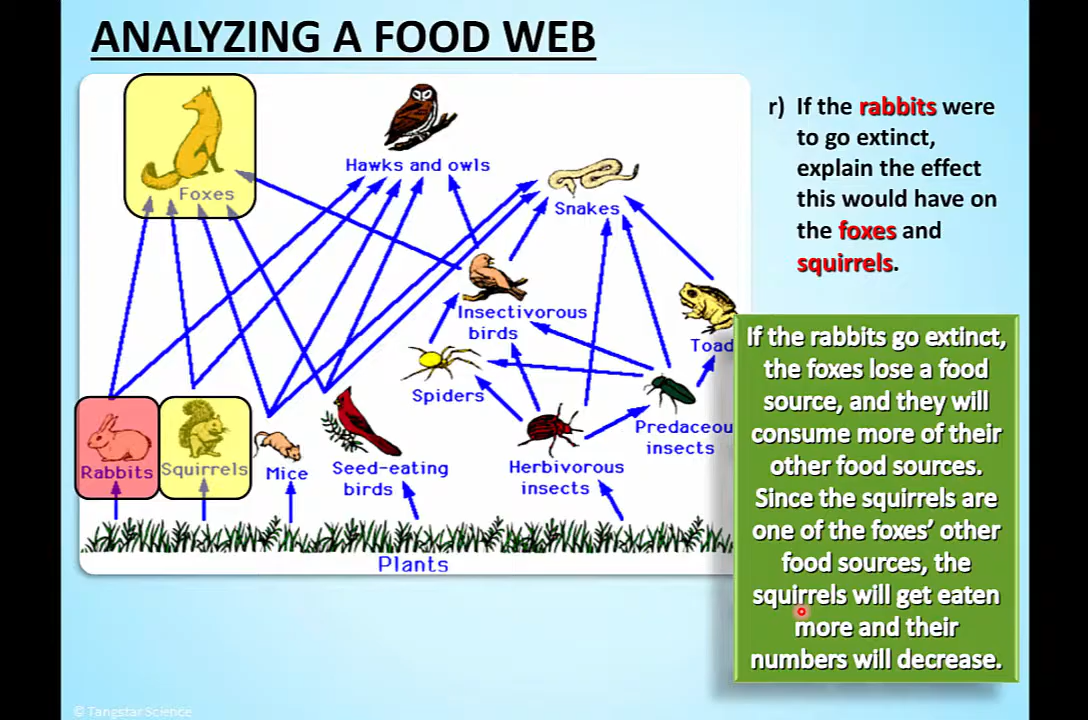 ANALYZING A FOOD WEB
r) If the rabbits were
to go extinct,
explain the effect
this would have on
the foxes and
squirrels.
Foxes
Hawks and owls
Snakes
Insectivorous
birds
Toad
Spiders
Predaceou
insects
Rabbits
Squirrels
Mice
Seed-eating
birds
Herbivorous
insects
Plants
If the rabbits go extinct,
the foxes lose a food
source, and they will
consume more of their
other food sources.
Since the squirrels are
one of the foxes’ other
food sources, the
squirrels will get eaten
more and their
numbers will decrease.
© Tangstar Science